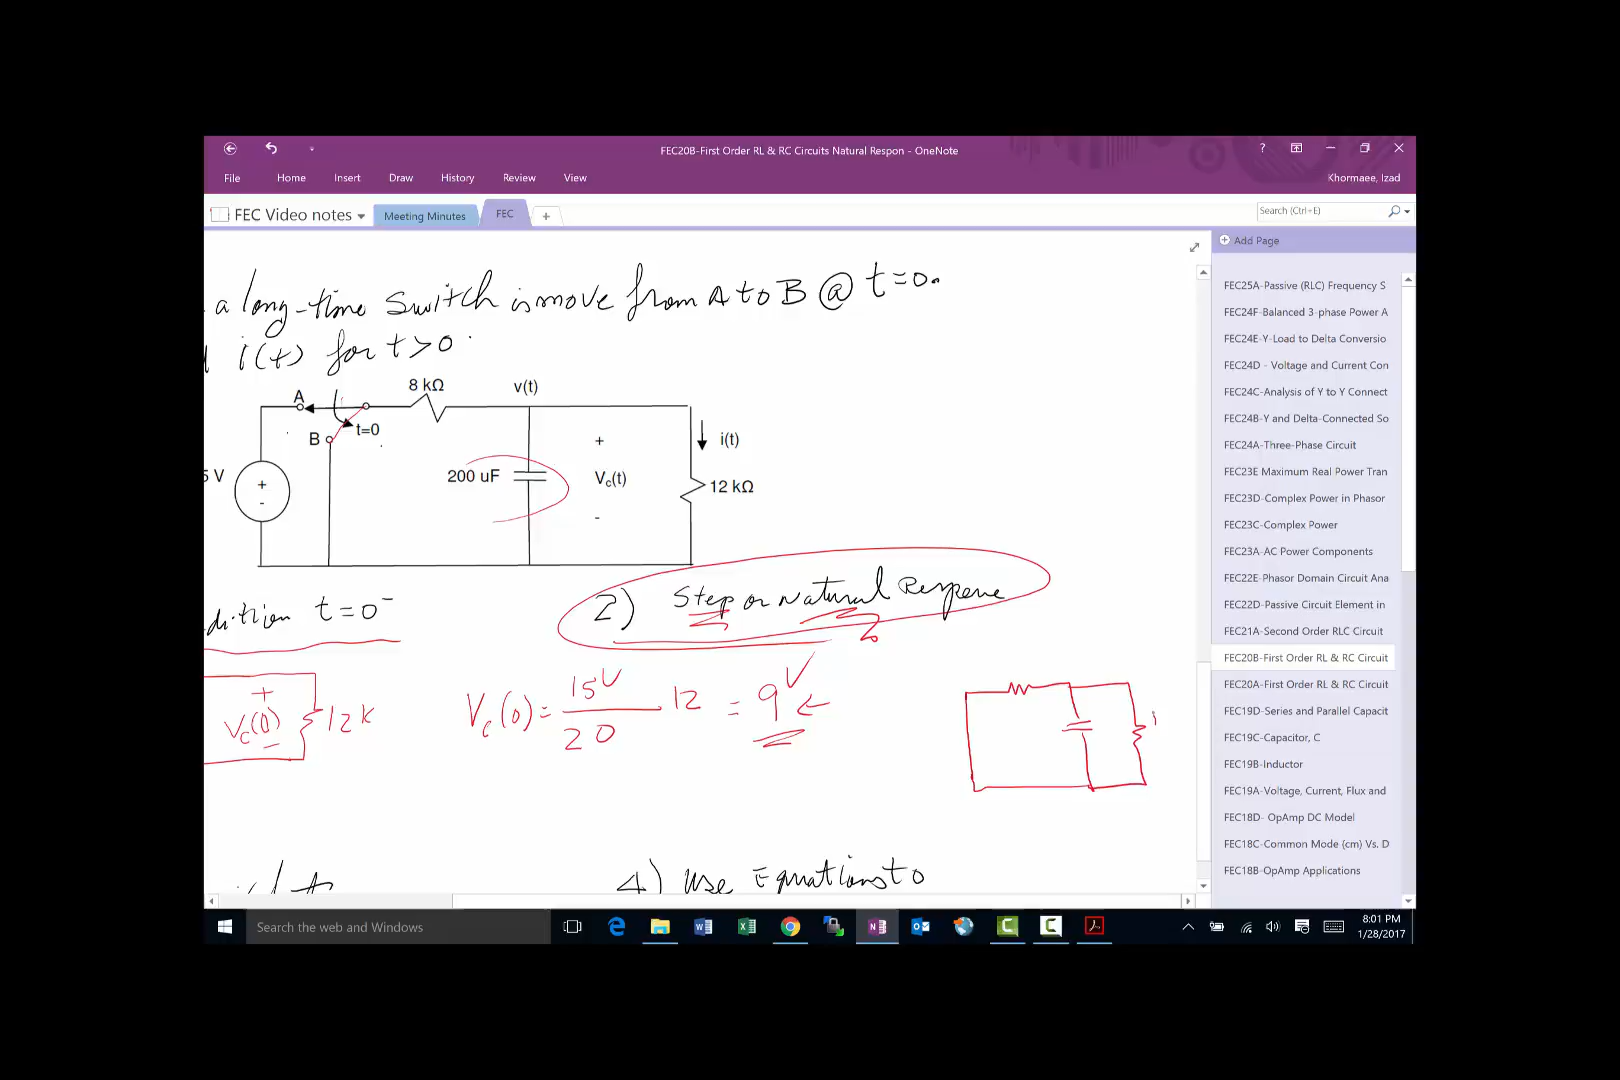 FEC20B-First Order RL & RC Circuits Natural Respon - OneNote
?
File Home Insert Draw History Review View
Khormaee, Izad
FEC Video notes Meeting Minutes FEC +
Search (Ctrl+E)
Add Page
a long-time switch is move from A to B @ t=0.
i(t) for t>0.
A
8 kΩ
v(t)
B
t=0
+
i(t)
5 V
+
-
200 uF
Vc(t)
12 kΩ
-
dition t=0-
2) Step or Natural Response
+
Vc(0)
-
12k
Vc(0) = 15V
20
12 = 9V
4) Use Equations to
FEC25A-Passive (RLC) Frequency S
FEC24F-Balanced 3-phase Power A
FEC24E-Y-Load to Delta Conversio
FEC24D - Voltage and Current Con
FEC24C-Analysis of Y to Y Connect
FEC24B-Y and Delta-Connected So
FEC24A-Three-Phase Circuit
FEC23E Maximum Real Power Tran
FEC23D-Complex Power in Phasor
FEC23C-Complex Power
FEC23A-AC Power Components
FEC22E-Phasor Domain Circuit Ana
FEC22D-Passive Circuit Element in
FEC21A-Second Order RLC Circuit
FEC20B-First Order RL & RC Circuit
FEC20A-First Order RL & RC Circuit
FEC19D-Series and Parallel Capacit
FEC19C-Capacitor, C
FEC19B-Inductor
FEC19A-Voltage, Current, Flux and
FEC18D- OpAmp DC Model
FEC18C-Common Mode (cm) Vs. D
FEC18B-OpAmp Applications
Search the web and Windows
8:01 PM
1/28/2017